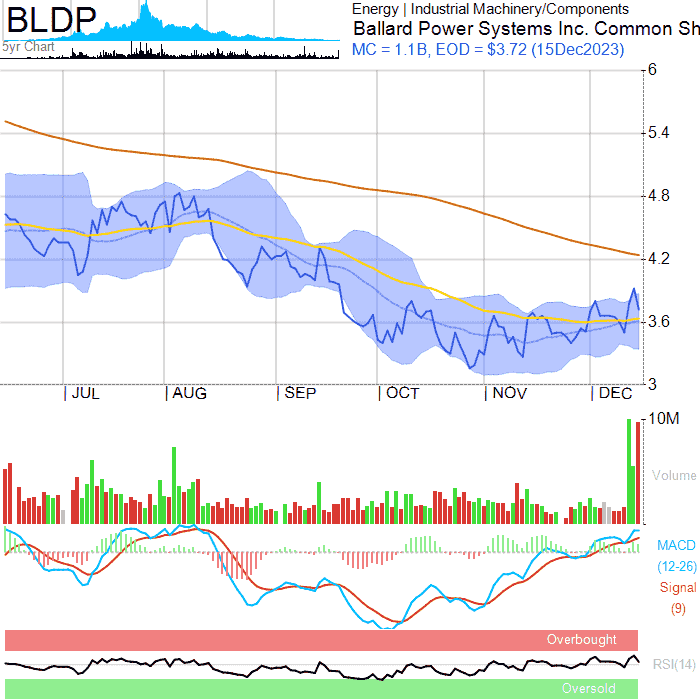 BLDP
5yr Chart
Energy | Industrial Machinery/Components
Ballard Power Systems Inc. Common Sh
MC = 1.1B, EOD = $3.72 (15Dec2023)
6
5.4
4.8
4.2
3.6
3
| JUL | AUG | SEP | OCT | NOV | DEC
10M
Volume
MACD
(12-26)
Signal
(9)
Overbought
RSI(14)
Oversold